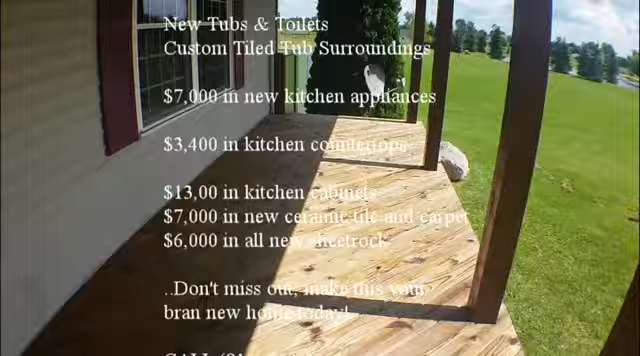 New Tubs & Toilets
Custom Tiled Tub Surroundings
$7,000 in new kitchen appliances
$3,400 in kitchen countertops
$13,00 in kitchen cabinets
$7,000 in new ceramic tile and carpet
$6,000 in all new sheetrock
..Don't miss out, make this your
bran new home today!